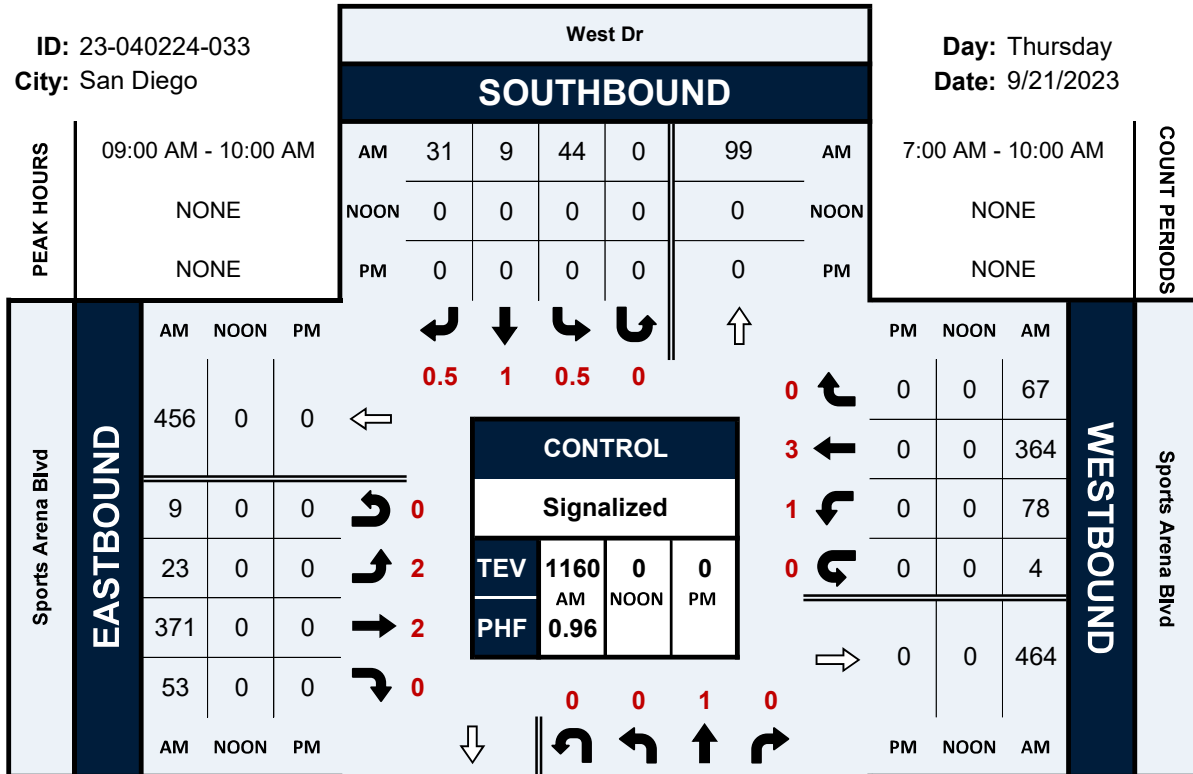 ID: 23-040224-033
City: San Diego
West Dr
SOUTHBOUND
Day: Thursday
Date: 9/21/2023
PEAK HOURS
09:00 AM - 10:00 AM
NONE
NONE
AM 31 9 44 0 99 AM
NOON 0 0 0 0 0 NOON
PM 0 0 0 0 0 PM
7:00 AM - 10:00 AM
NONE
NONE
COUNT PERIODS
0.5 1 0.5 0
Sports Arena Blvd
EASTBOUND
AM NOON PM
456 0 0
9 0 0 0
23 0 0 2
371 0 0 2
53 0 0 0
AM NOON PM
CONTROL
Signalized
TEV 1160 0 0
AM NOON PM
PHF 0.96
PM NOON AM
0 0 0 67
3 0 0 364
1 0 0 78
0 0 0 4
0 0 464
PM NOON AM
WESTBOUND
Sports Arena Blvd
0 0 1 0